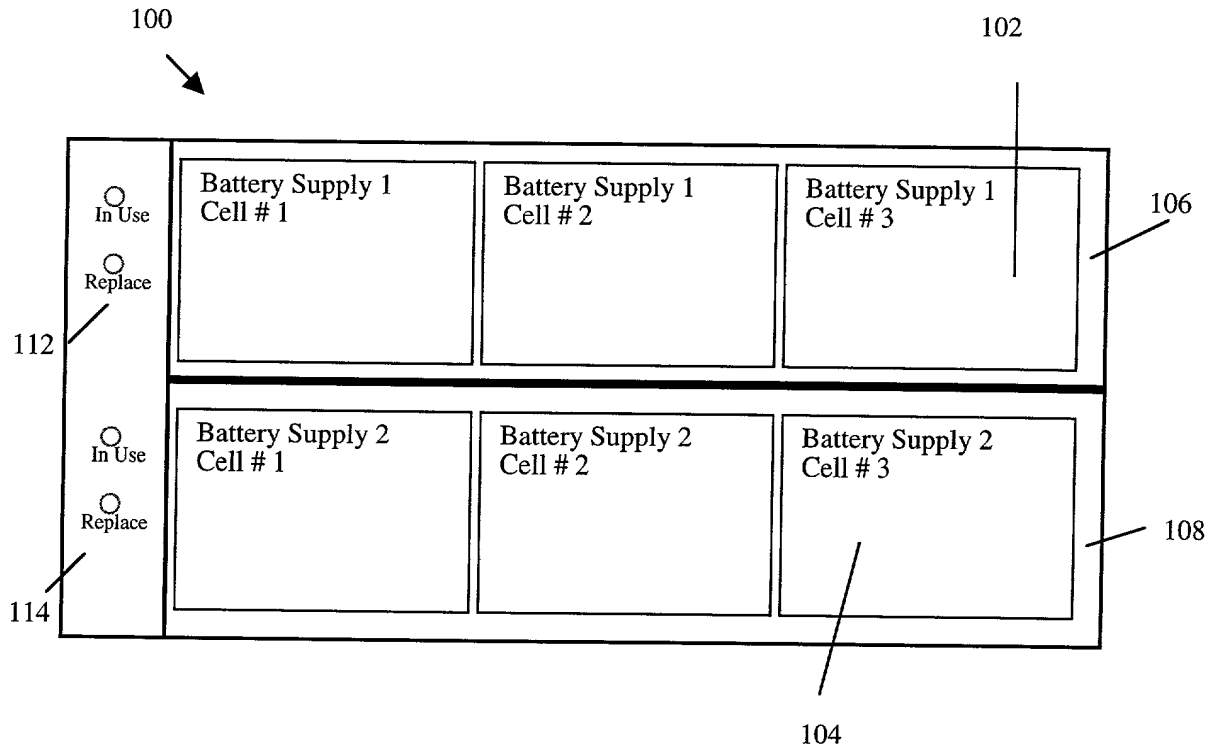 100
102
In Use
Replace
112
Battery Supply 1
Cell # 1
Battery Supply 1
Cell # 2
Battery Supply 1
Cell # 3
106
In Use
Replace
114
Battery Supply 2
Cell # 1
Battery Supply 2
Cell # 2
Battery Supply 2
Cell # 3
108
104